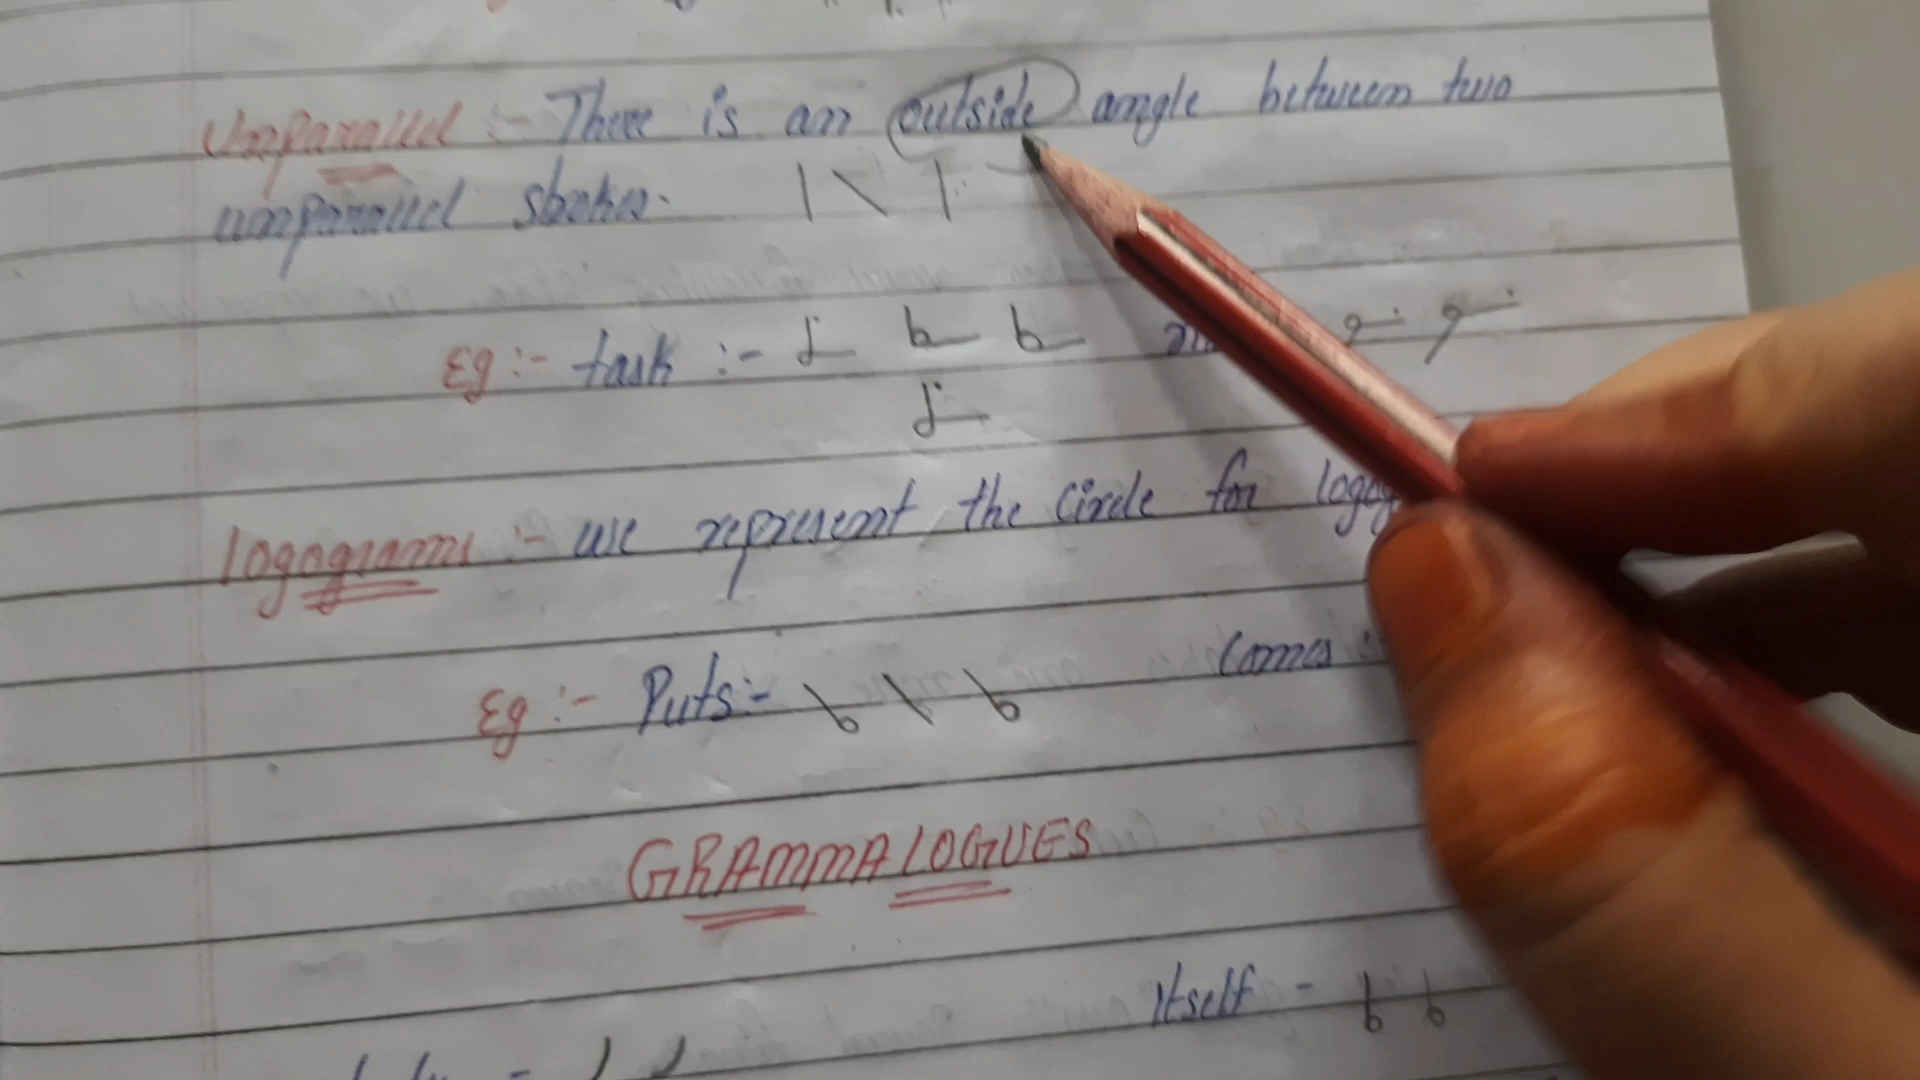 Unparallel :- There is an outside angle between two
unparallel strokes.
Eg :- task :-
Logograms :- we represent the circle for
Eg :- Puts :- Comes :
GRAMMALOGUES
Itself -